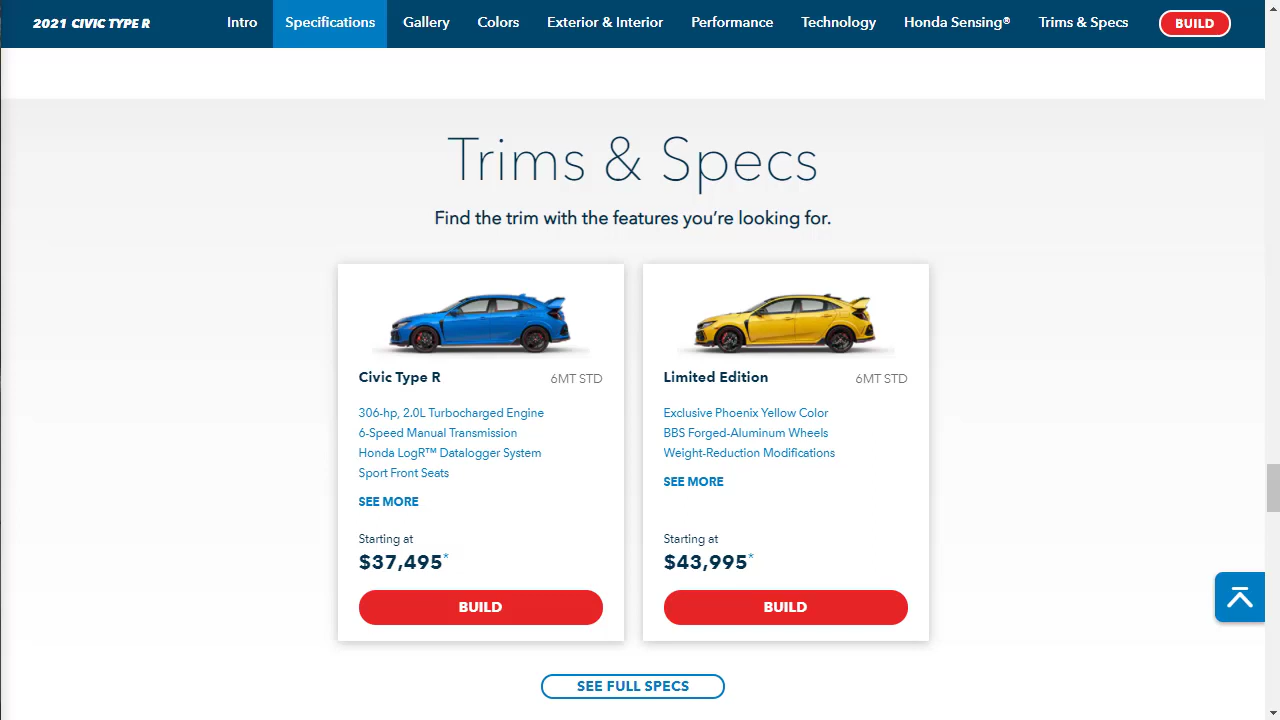 2021 CIVIC TYPE R Intro Specifications Gallery Colors Exterior & Interior Performance Technology Honda Sensing® Trims & Specs BUILD
Trims & Specs
Find the trim with the features you’re looking for.
Civic Type R 6MT STD
306-hp, 2.0L Turbocharged Engine
6-Speed Manual Transmission
Honda LogR™ Datalogger System
Sport Front Seats
SEE MORE
Starting at
$37,495*
BUILD
Limited Edition 6MT STD
Exclusive Phoenix Yellow Color
BBS Forged-Aluminum Wheels
Weight-Reduction Modifications
SEE MORE
Starting at
$43,995*
BUILD
SEE FULL SPECS